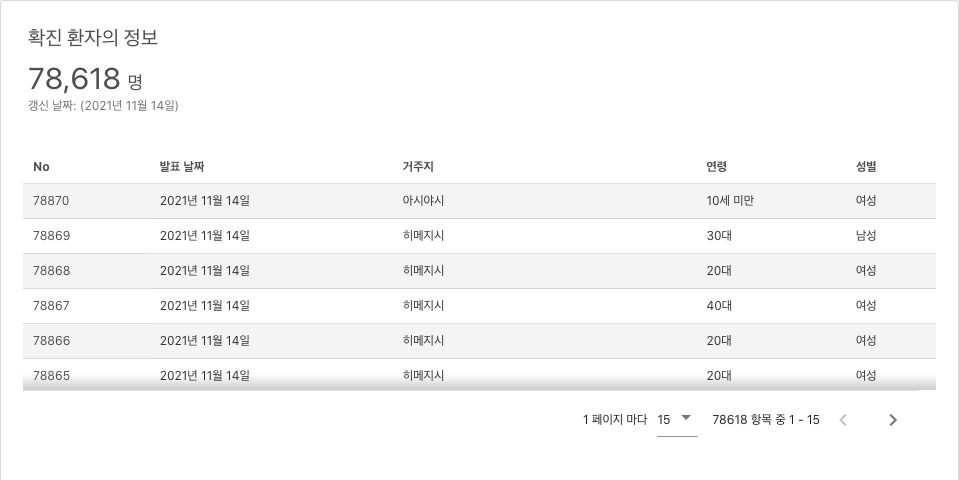 확진 환자의 정보
78,618 명
갱신 날짜: (2021년 11월 14일)
No 발표 날짜 거주지 연령 성별
78870 2021년 11월 14일 아시야시 10세 미만 여성
78869 2021년 11월 14일 히메지시 30대 남성
78868 2021년 11월 14일 히메지시 20대 여성
78867 2021년 11월 14일 히메지시 40대 여성
78866 2021년 11월 14일 히메지시 20대 여성
78865 2021년 11월 14일 히메지시 20대 여성
1 페이지 마다 15 78618 항목 중 1 - 15